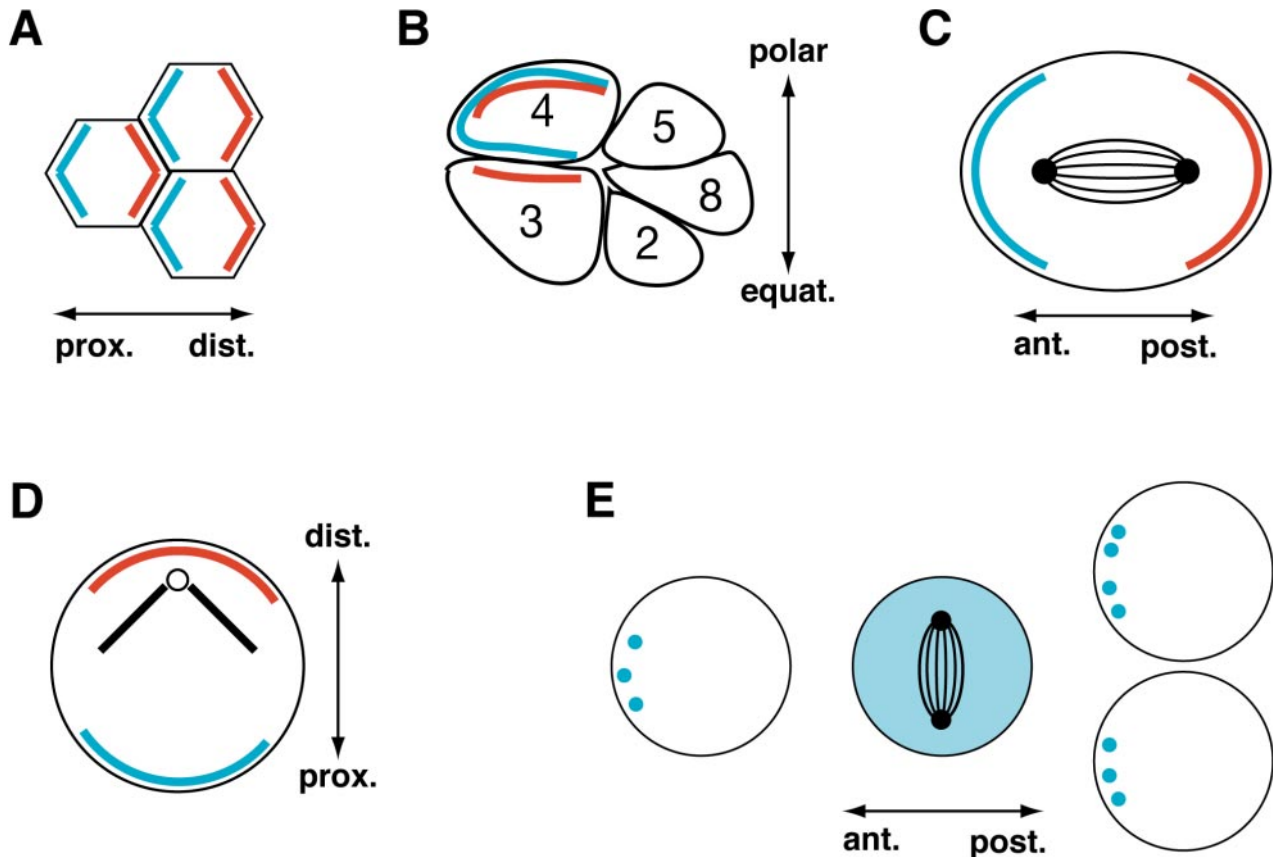 A
prox. dist.
B
4
5
8
3
2
polar
equat.
C
ant. post.
D
dist.
prox.
E
ant. post.